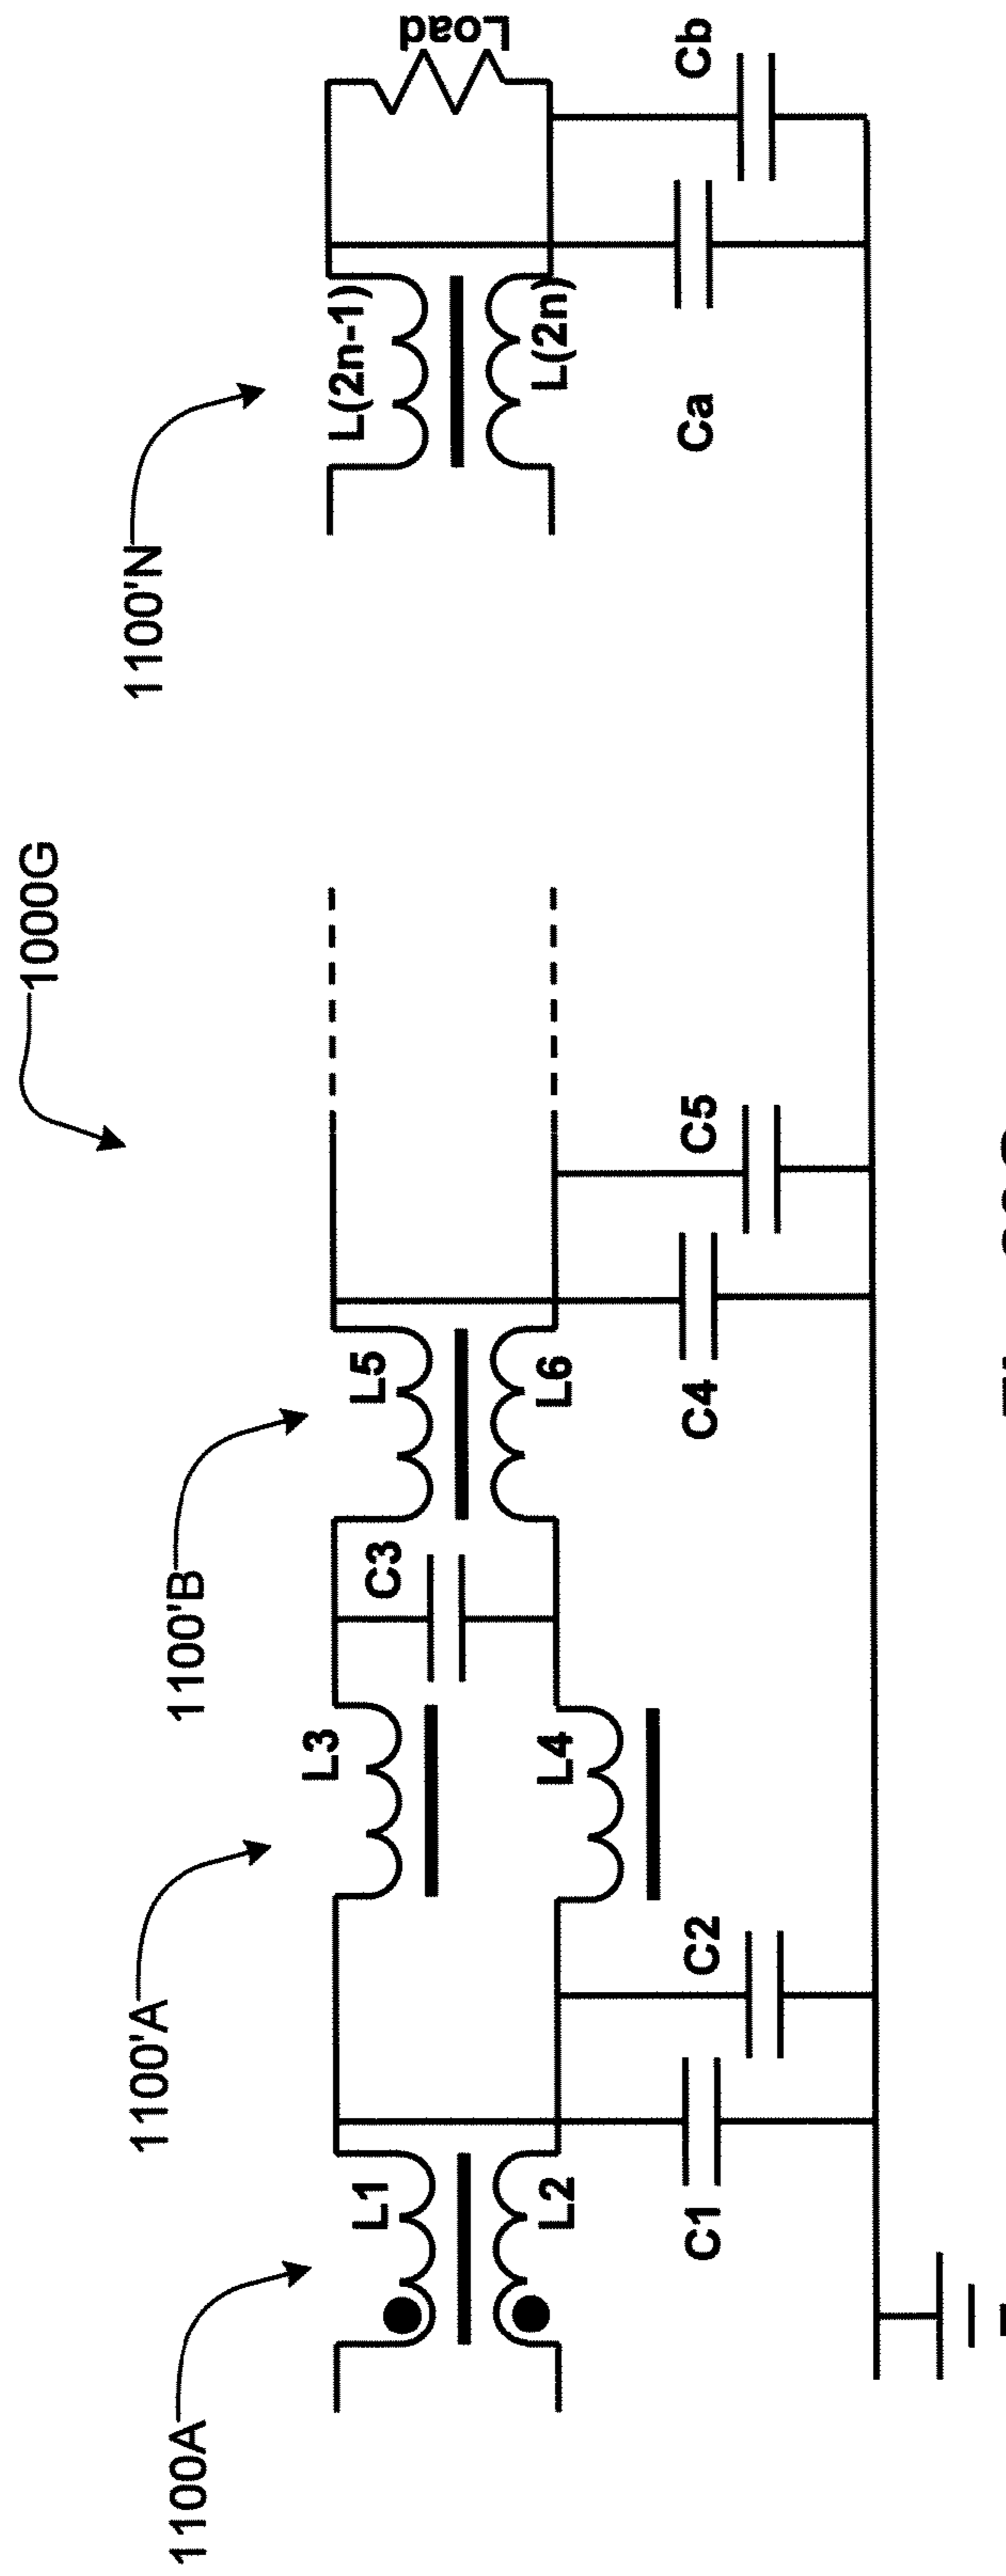 1000G
1100A
1100'A
1100'B
1100'N
L1
L2
L3
L4
L5
L6
L(2n-1)
L(2n)
Load
C1
C2
C3
C4
C5
Ca
Cb